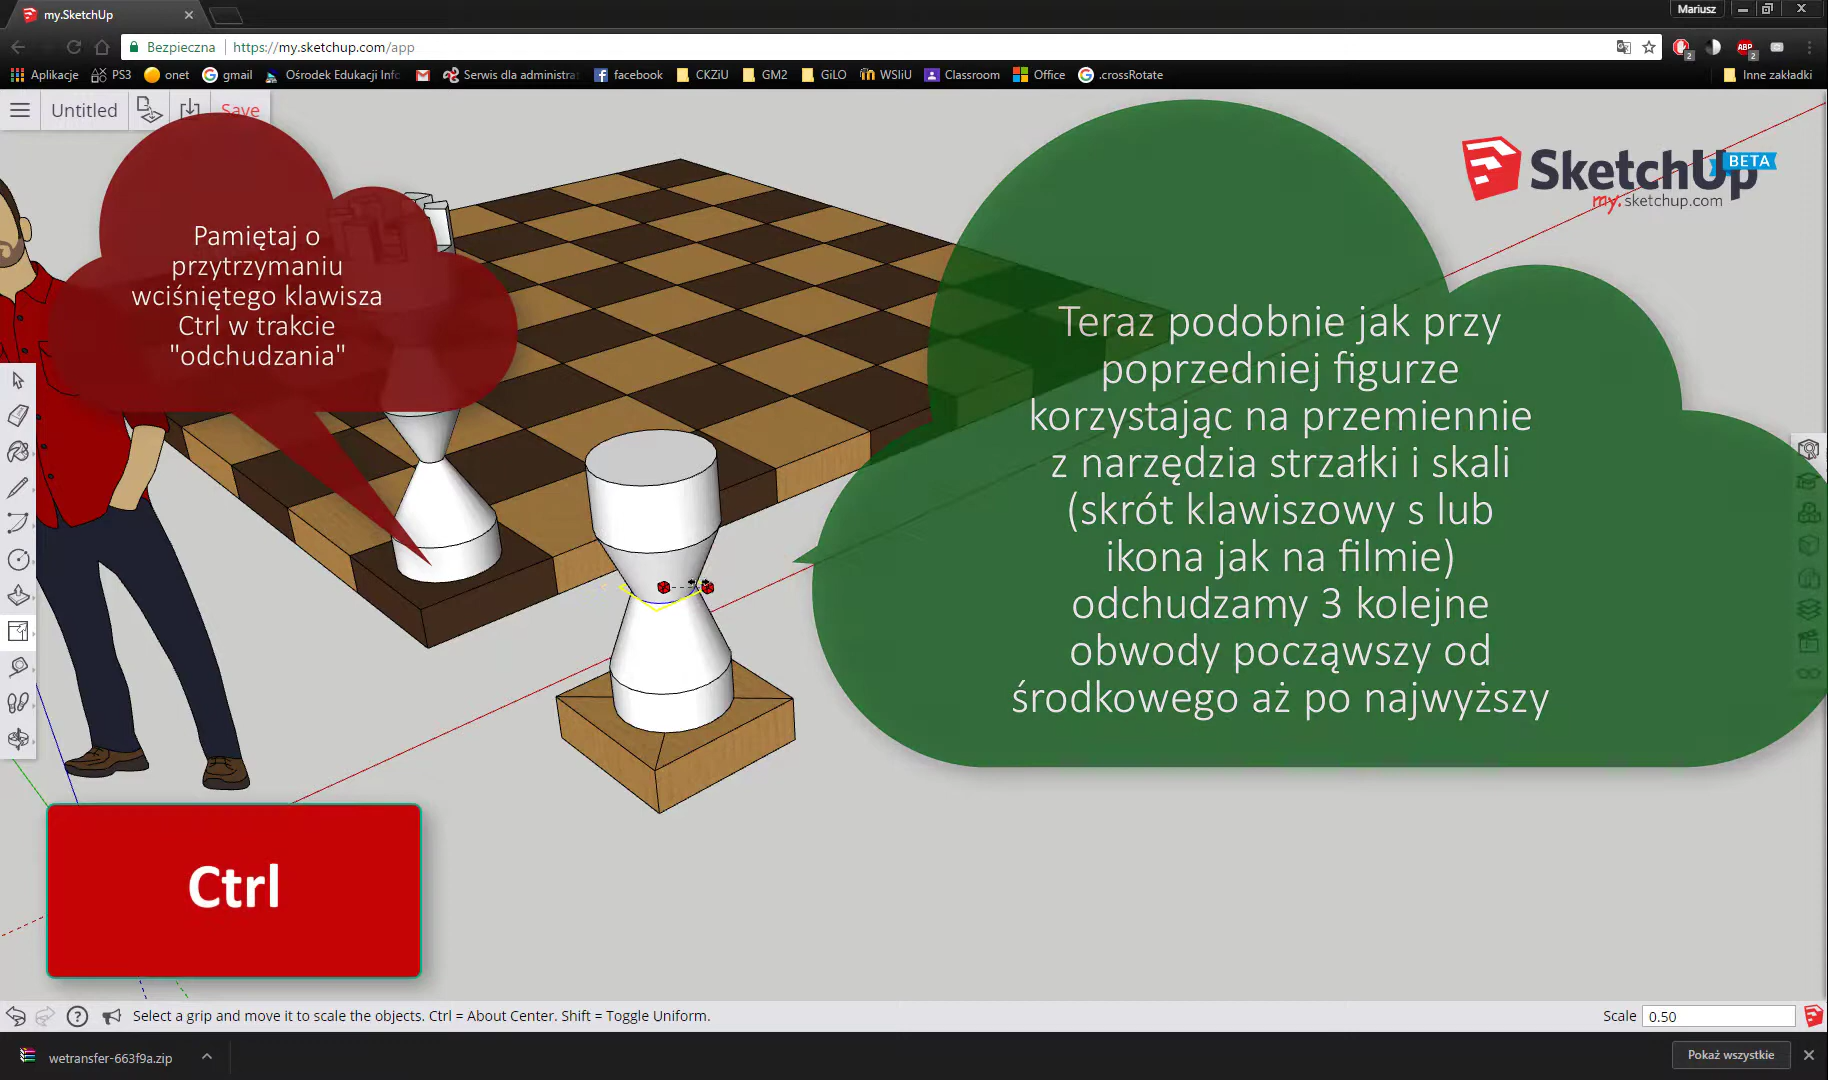 my.SketchUp
Mariusz
Bezpieczna
https://my.sketchup.com/app
Aplikacje
PS3
onet
gmail
Ośrodek Edukacji Info
Serwis dla administra
facebook
CKZiU
GM2
GiLO
WSIiU
Classroom
Office
.crossRotate
Inne zakładki
Untitled
Save
SketchUp
BETA
my.sketchup.com
Pamiętaj o
przytrzymaniu
wciśniętego klawisza
Ctrl w trakcie
"odchudzania"
Teraz podobnie jak przy
poprzedniej figurze
korzystając na przemiennie
z narzędzia strzałki i skali
(skrót klawiszowy s lub
ikona jak na filmie)
odchudzamy 3 kolejne
obwody począwszy od
środkowego aż po najwyższy
Ctrl
Select a grip and move it to scale the objects. Ctrl = About Center. Shift = Toggle Uniform.
Scale
0.50
wetransfer-663f9a.zip
Pokaż wszystkie